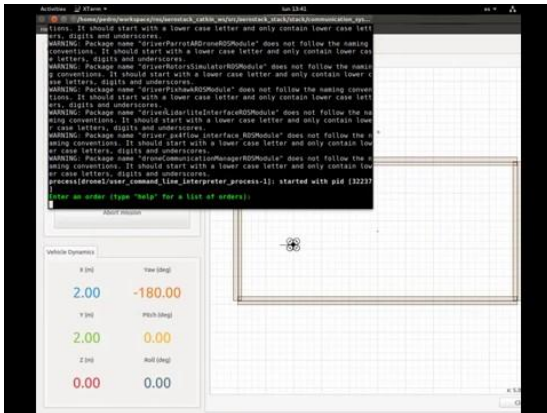 Activities XTerm ▾ lun 13:41 es ▾
/home/pedro/workspace/ros/aerostack_catkin_ws/src/aerostack_stack/stack/communication_sys...
tions. It should start with a lower case letter and only contain lower case lett
ers, digits and underscores.
WARNING: Package name "driverParrotARDroneROSModule" does not follow the naming
conventions. It should start with a lower case letter and only contain lower cas
e letters, digits and underscores.
WARNING: Package name "driverRotorsSimulatorROSModule" does not follow the namin
g conventions. It should start with a lower case letter and only contain lower c
ase letters, digits and underscores.
WARNING: Package name "driverPixhawkROSModule" does not follow the naming conven
tions. It should start with a lower case letter and only contain lower case lett
ers, digits and underscores.
WARNING: Package name "driverLidarliteInterfaceROSModule" does not follow the na
ming conventions. It should start with a lower case letter and only contain lowe
r case letters, digits and underscores.
WARNING: Package name "driver_px4flow_interface_ROSModule" does not follow the n
aming conventions. It should start with a lower case letter and only contain low
er case letters, digits and underscores.
WARNING: Package name "droneCommunicationManagerROSModule" does not follow the n
aming conventions. It should start with a lower case letter and only contain low
er case letters, digits and underscores.
process[drone1/user_command_line_interpreter_process-1]: started with pid [32237
]
Enter an order (type "help" for a list of orders):
Abort mission
Vehicle Dynamics
X (m) Yaw (deg)
2.00 -180.00
Y (m) Pitch (deg)
2.00 0.00
Z (m) Roll (deg)
0.00 0.00